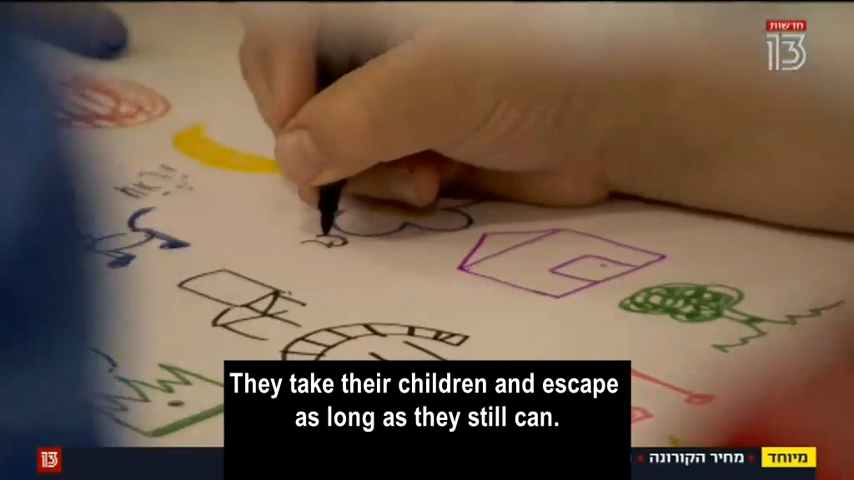 חדשות
13
They take their children and escape
as long as they still can.
13
מיוחד • מחיר הקורונה •